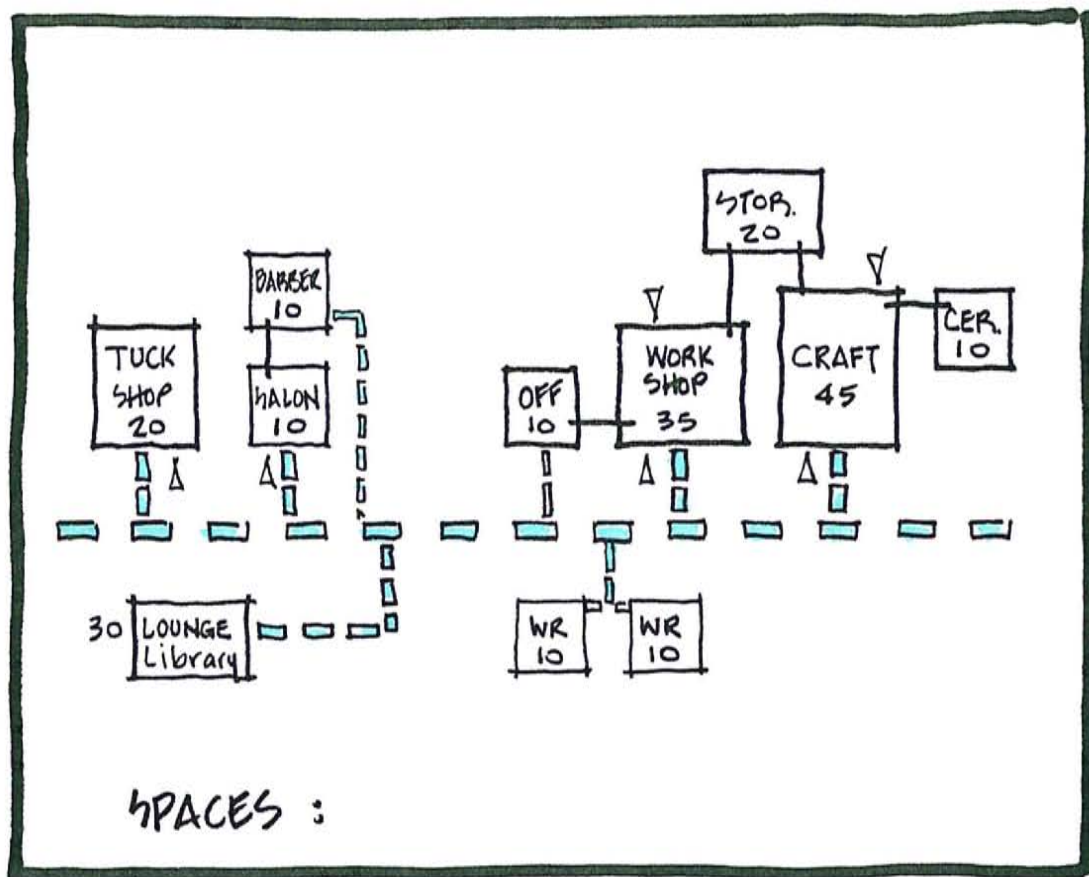 STOR.
20
BARBER
10
TUCK
SHOP
20
SALON
10
OFF
10
WORK
SHOP
35
CRAFT
45
CER.
10
30
LOUNGE
Library
WR
10
WR
10
SPACES :